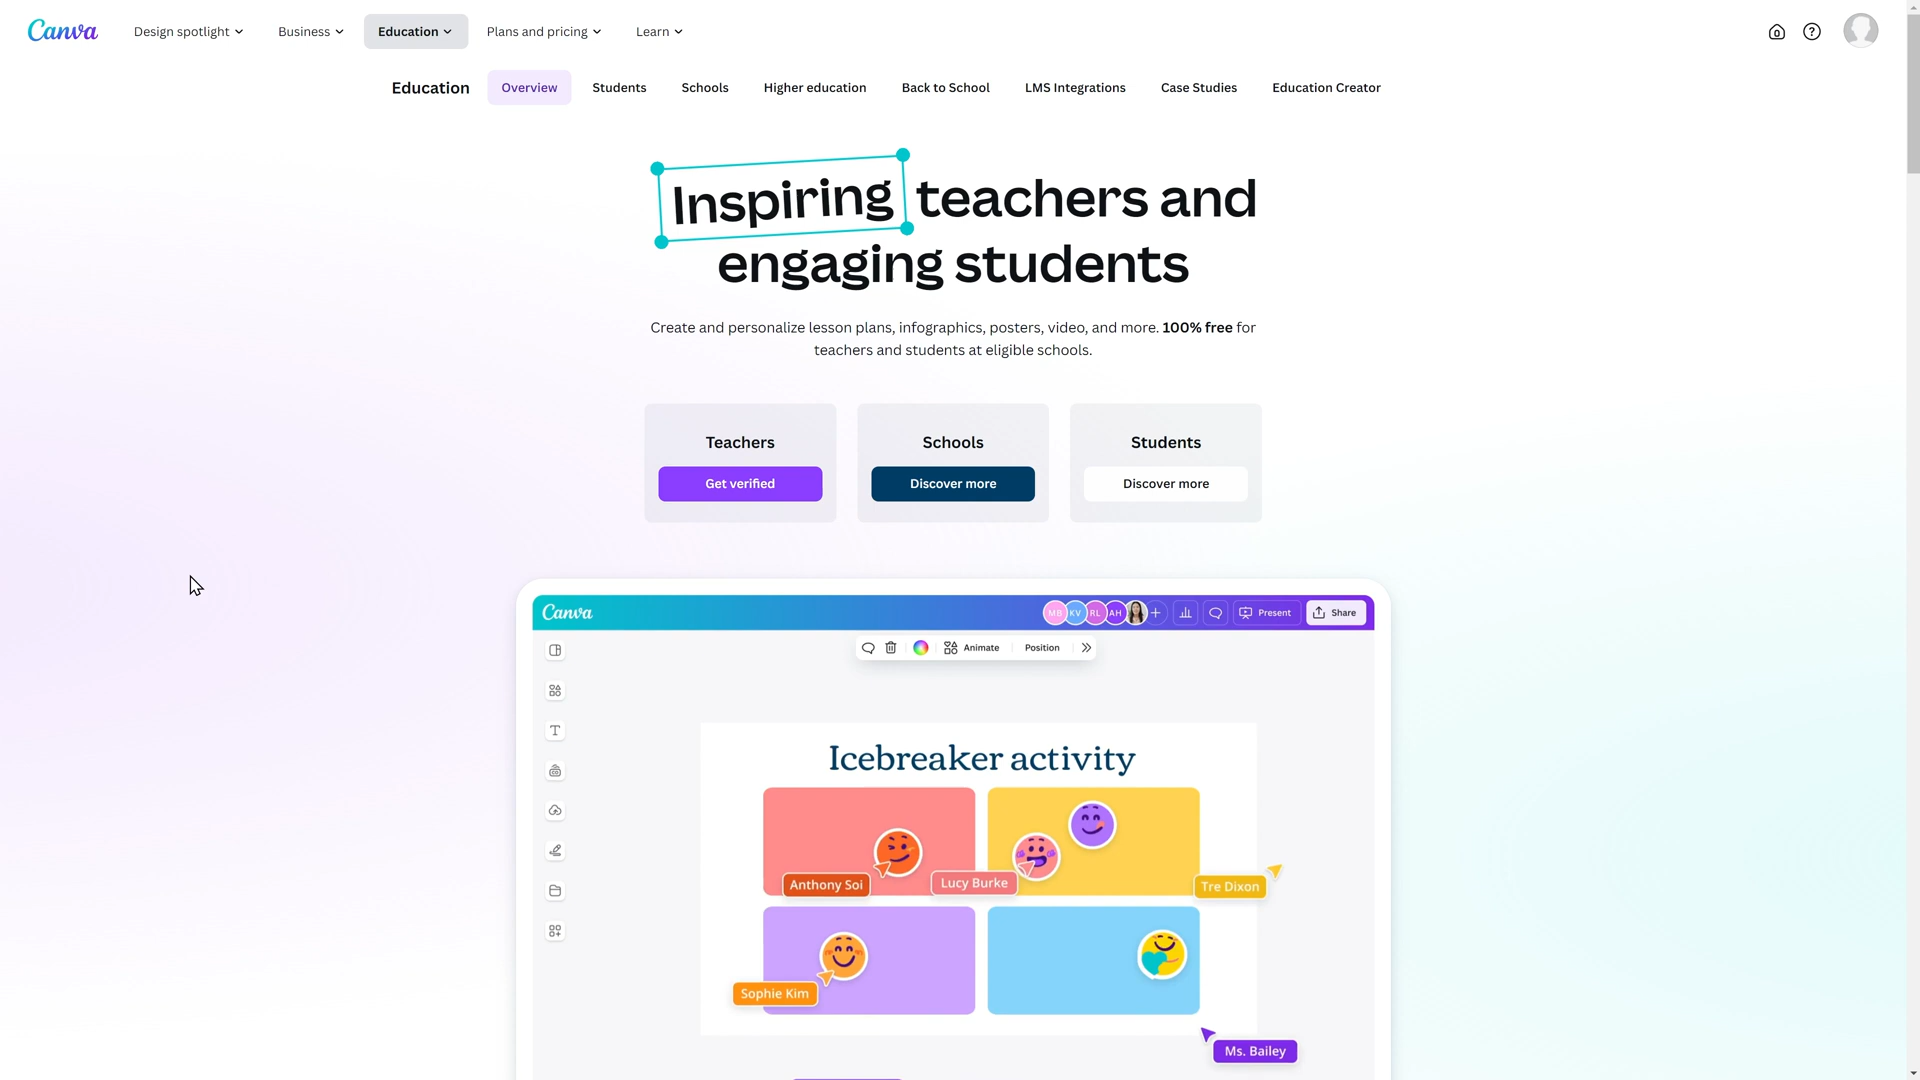 Canva
Design spotlight
Business
Education
Plans and pricing
Learn
Education
Overview
Students
Schools
Higher education
Back to School
LMS Integrations
Case Studies
Education Creator
Inspiring teachers and
engaging students
Create and personalize lesson plans, infographics, posters, video, and more. 100% free for
teachers and students at eligible schools.
Teachers
Get verified
Schools
Discover more
Students
Discover more
Canva
MB
KV
RL
AH
Present
Share
Animate
Position
Icebreaker activity
Anthony Soi
Lucy Burke
Tre Dixon
Sophie Kim
Ms. Bailey